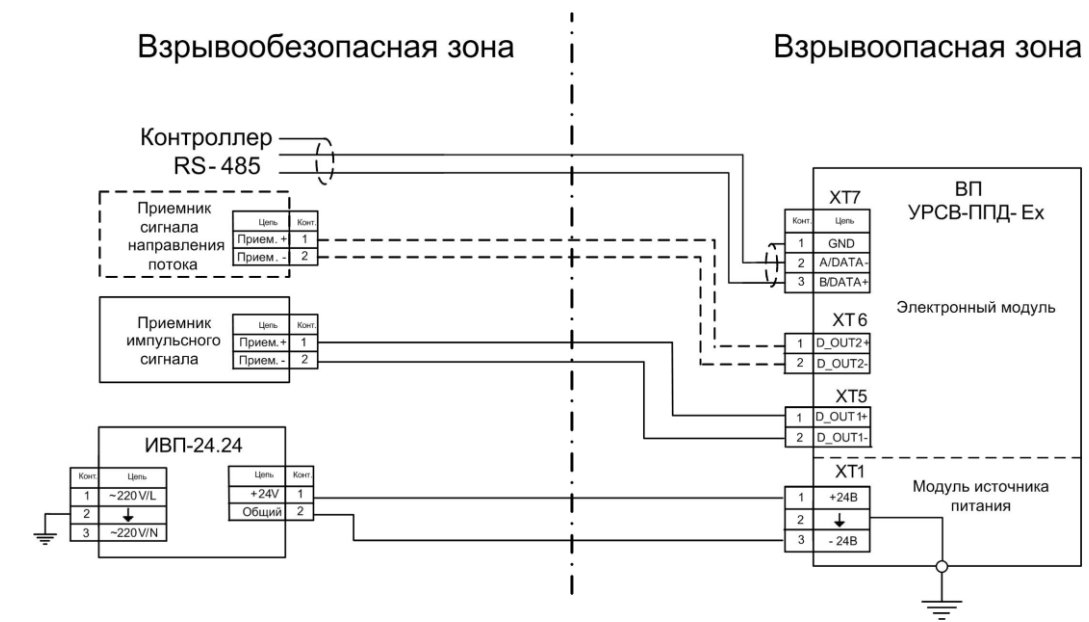 Взрывообезопасная зона
Взрывоопасная зона
Контроллер
RS-485
Приемник
сигнала
направления
потока
Цепь Конт.
Прием. + 1
Прием. - 2
Приемник
импульсного
сигнала
Цепь Конт.
Прием.+ 1
Прием. - 2
ИВП-24.24
Конт. Цепь
1 ~220V/L
2
3 ~220V/N
Цепь Конт.
+24V 1
Общий 2
ВП
УРСВ-ППД-Ex
XT7
Конт. Цепь
1 GND
2 A/DATA-
3 B/DATA+
Электронный модуль
XT6
1 D_OUT2+
2 D_OUT2-
XT5
1 D_OUT1+
2 D_OUT1-
XT1
1 +24В
2
3 - 24В
Модуль источника
питания